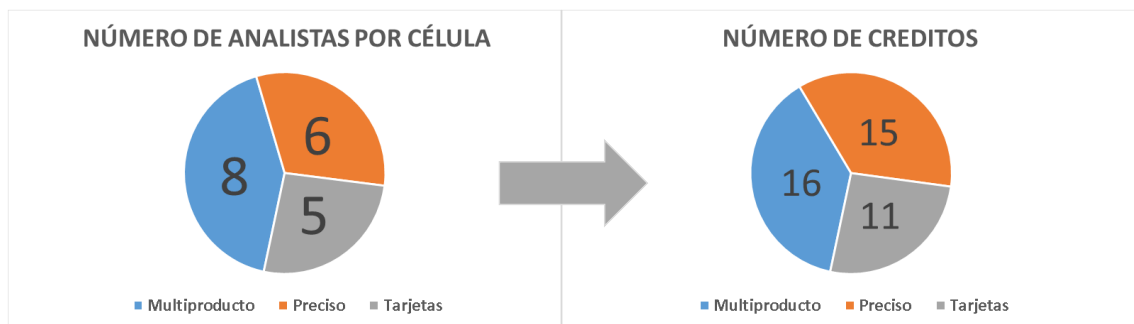 NÚMERO DE ANALISTAS POR CÉLULA
6
8
5
Multiproducto Preciso Tarjetas
NÚMERO DE CREDITOS
15
16
11
Multiproducto Preciso Tarjetas